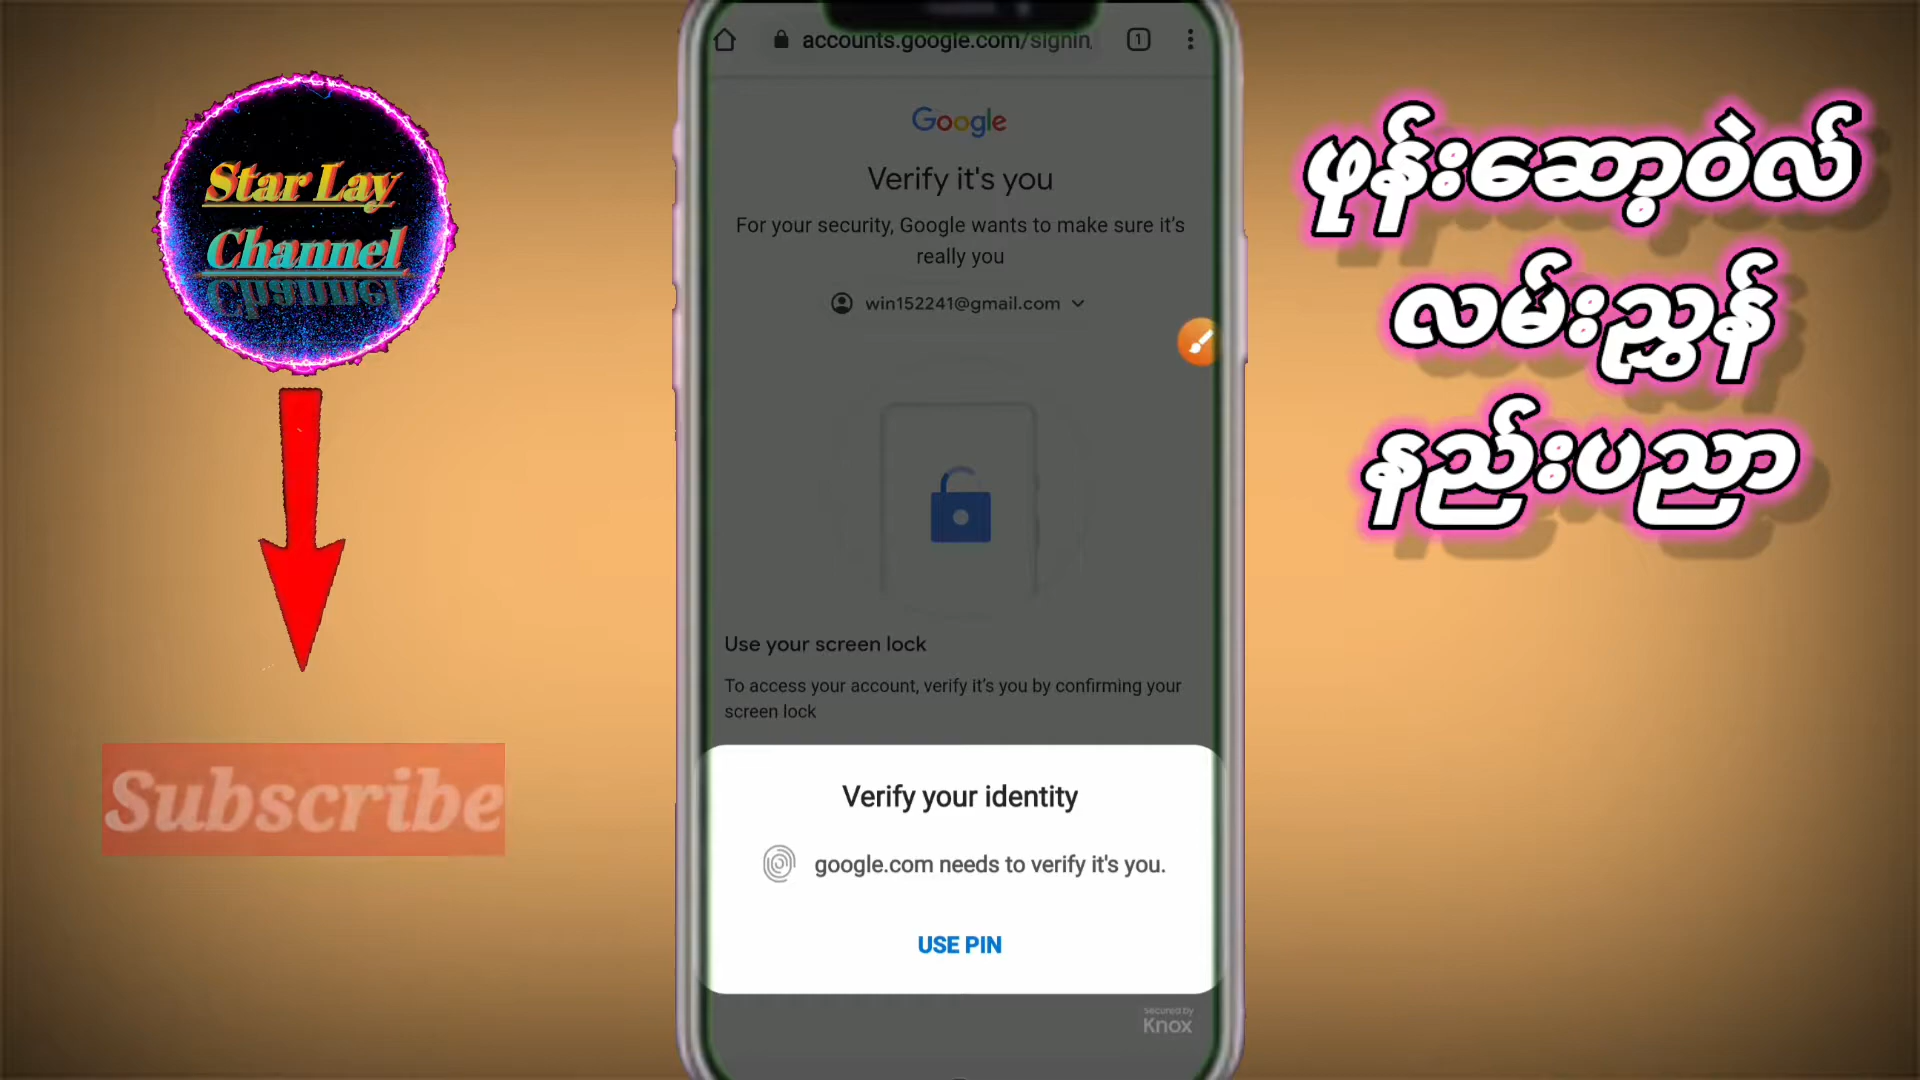 Star Lay
Channel
Subscribe
accounts.google.com/signin
1
Google
Verify it's you
For your security, Google wants to make sure it's
really you
win152241@gmail.com
Use your screen lock
To access your account, verify it's you by confirming your
screen lock
Verify your identity
google.com needs to verify it's you.
USE PIN
Secured by
Knox
ဖုန်းဆော့ဝဲလ်
လမ်းညွှန်
နည်းပညာ